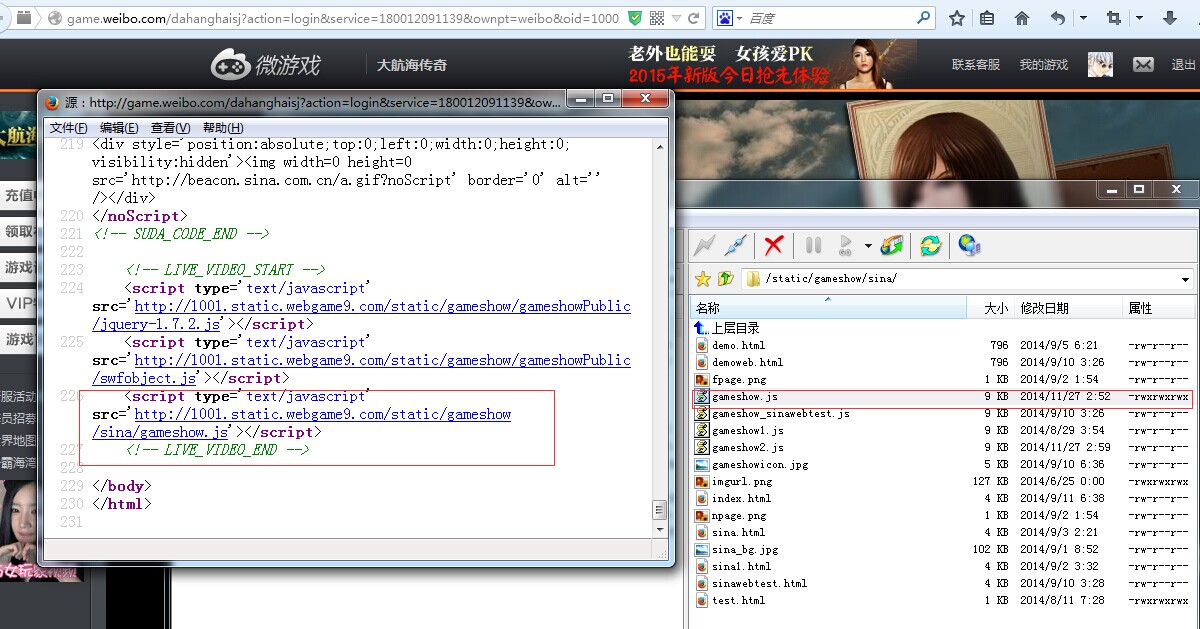 game.weibo.com/dahanghaisj?action=login&service=180012091139&ownpt=weibo&oid=1000
百度
微游戏
大航海传奇
老外也能耍 女孩爱PK
2015年新版今日抢先体验
联系客服
我的游戏
退出
源：http://game.weibo.com/dahanghaisj?action=login&service=180012091139&ow...
文件(F) 编辑(E) 查看(V) 帮助(H)
219 <div style='position:absolute;top:0;left:0;width:0;height:0;
visibility:hidden'><img width=0 height=0
src='http://beacon.sina.com.cn/a.gif?noScript' border='0' alt=''
/></div>
220 </noScript>
221 <!-- SUDA_CODE_END -->
222
223 <!-- LIVE_VIDEO_START -->
224 <script type='text/javascript'
src='http://1001.static.webgame9.com/static/gameshow/gameshowPublic
/jquery-1.7.2.js'></script>
225 <script type='text/javascript'
src='http://1001.static.webgame9.com/static/gameshow/gameshowPublic
/swfobject.js'></script>
226 <script type='text/javascript'
src='http://1001.static.webgame9.com/static/gameshow
/sina/gameshow.js'></script>
227 <!-- LIVE_VIDEO_END -->
228
229 </body>
230 </html>
231
充值
领取
游戏
VIP
游戏
服活动
员招募
界地图
霸海湾
女玩家视频
/static/gameshow/sina/
名称 大小 修改日期 属性
上层目录
demo.html 796 2014/9/5 6:21 -rw-r--r--
demoweb.html 796 2014/9/10 3:26 -rw-r--r--
fpage.png 1 KB 2014/9/2 1:54 -rw-r--r--
gameshow.js 9 KB 2014/11/27 2:52 -rwxrwxrwx
gameshow_sinawebtest.js 9 KB 2014/9/10 3:26 -rw-r--r--
gameshow1.js 9 KB 2014/8/29 3:54 -rw-r--r--
gameshow2.js 9 KB 2014/11/27 2:59 -rw-r--r--
gameshowicon.jpg 5 KB 2014/9/10 6:36 -rw-r--r--
imgurl.png 127 KB 2014/6/25 0:00 -rwxrwxrwx
index.html 4 KB 2014/9/11 6:38 -rw-r--r--
npage.png 1 KB 2014/9/2 1:54 -rw-r--r--
sina.html 4 KB 2014/9/3 2:21 -rw-r--r--
sina_bg.jpg 102 KB 2014/9/1 8:52 -rw-r--r--
sina1.html 4 KB 2014/9/2 3:32 -rw-r--r--
sinawebtest.html 4 KB 2014/9/10 3:28 -rw-r--r--
test.html 1 KB 2014/8/11 7:28 -rwxrwxrwx